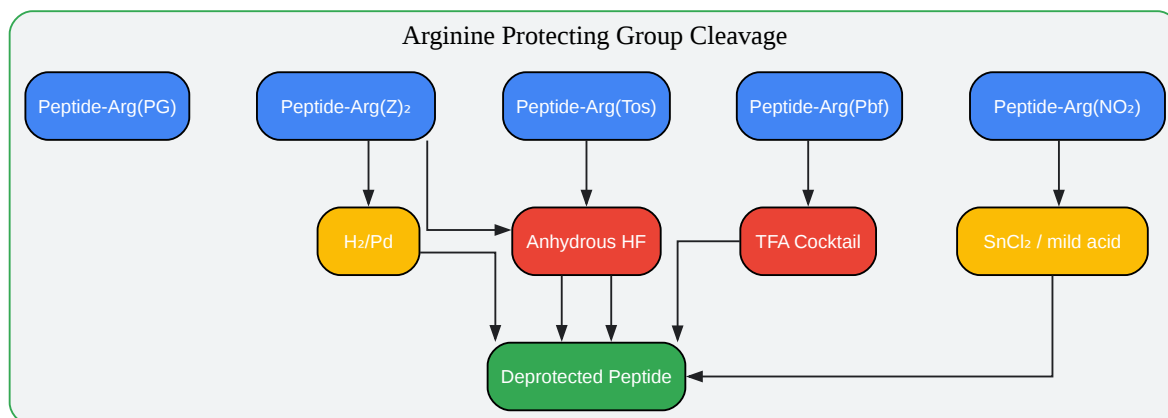 Arginine Protecting Group Cleavage
Peptide-Arg(PG)
Peptide-Arg(Z)₂
Peptide-Arg(Tos)
Peptide-Arg(Pbf)
Peptide-Arg(NO₂)
H₂/Pd
Anhydrous HF
TFA Cocktail
SnCl₂ / mild acid
Deprotected Peptide